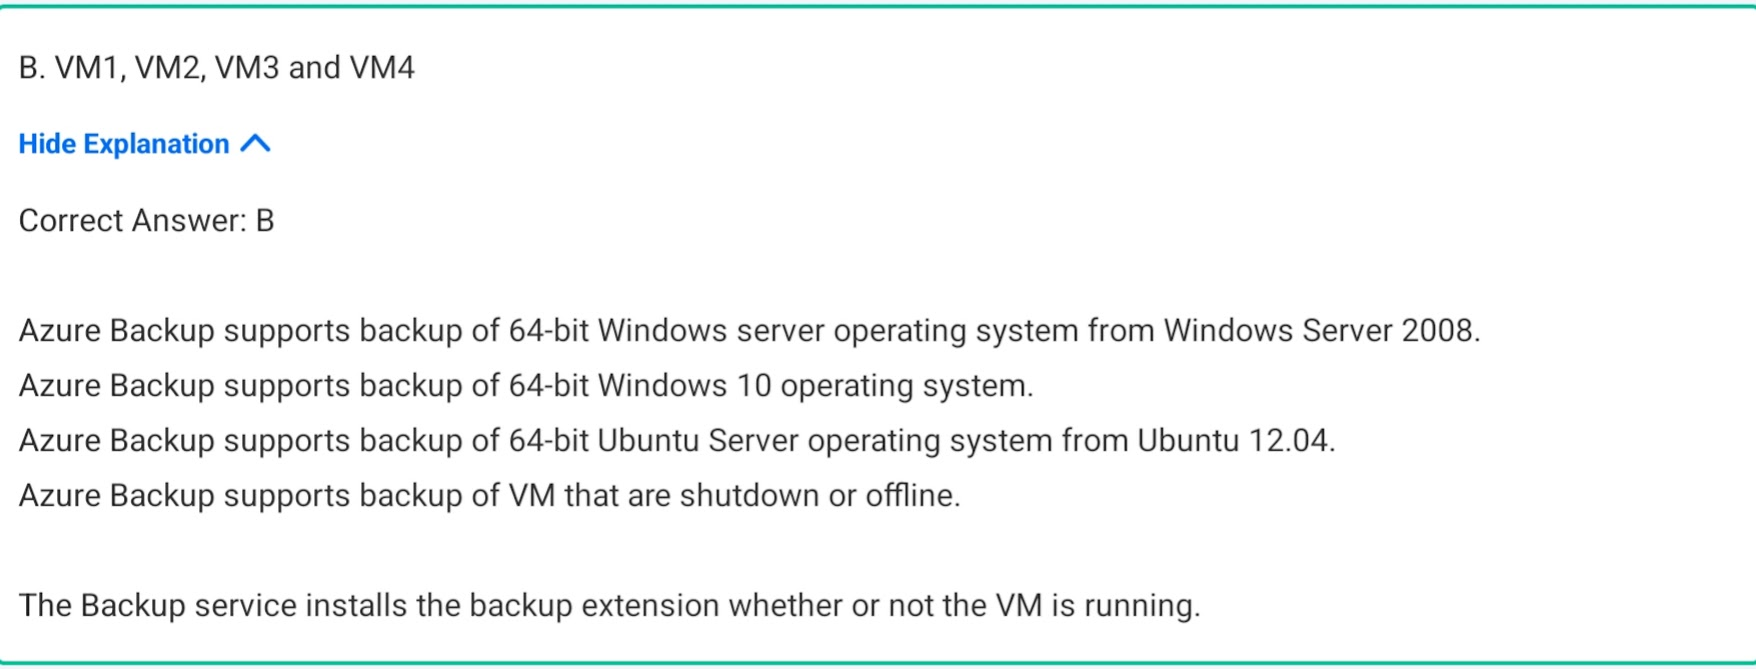 B. VM1, VM2, VM3 and VM4
Hide Explanation
Correct Answer: B
Azure Backup supports backup of 64-bit Windows server operating system from Windows Server 2008.
Azure Backup supports backup of 64-bit Windows 10 operating system.
Azure Backup supports backup of 64-bit Ubuntu Server operating system from Ubuntu 12.04.
Azure Backup supports backup of VM that are shutdown or offline.
The Backup service installs the backup extension whether or not the VM is running.